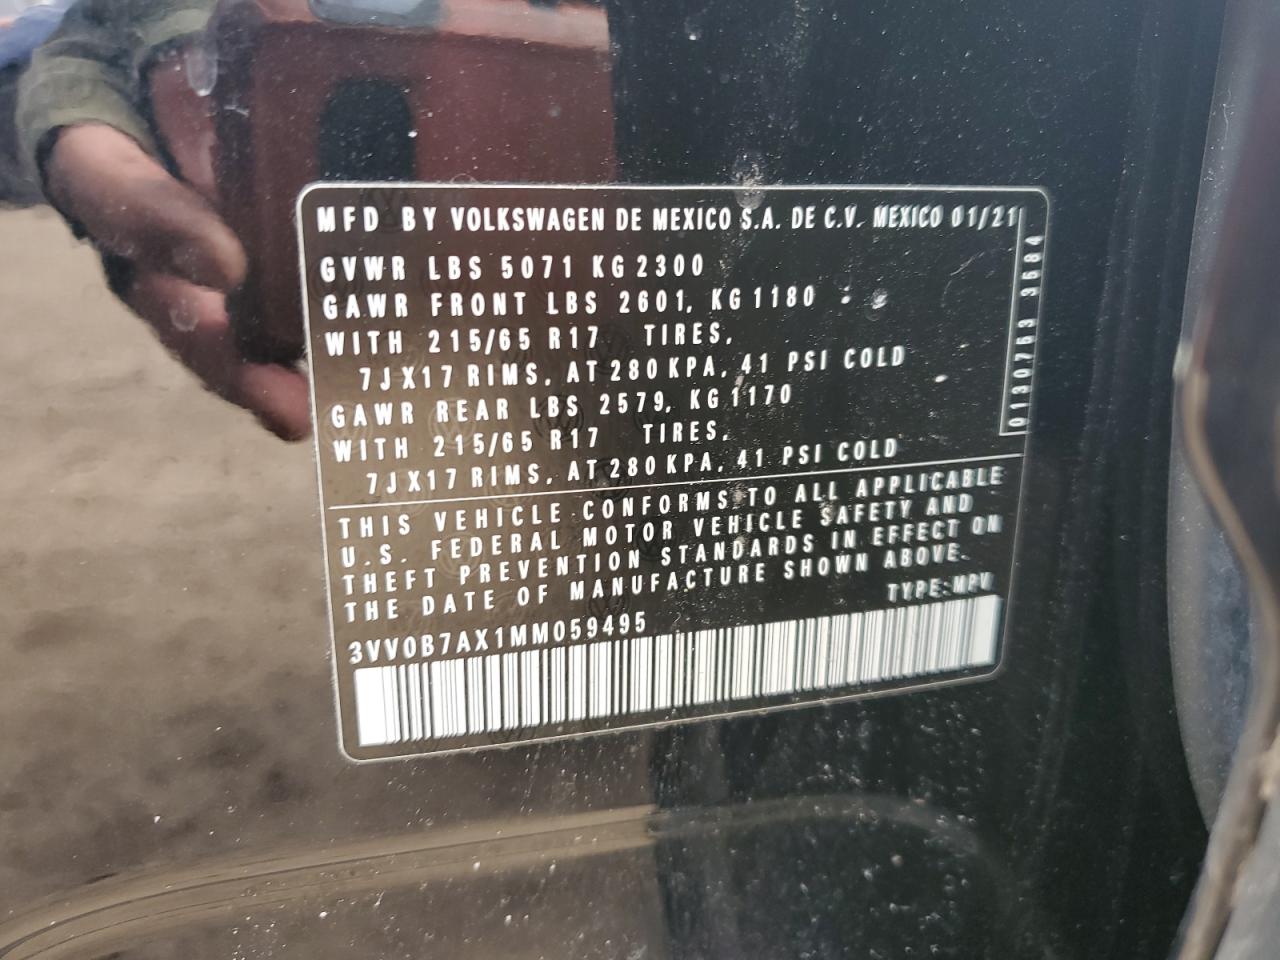 MFD BY VOLKSWAGEN DE MEXICO S.A. DE C.V. MEXICO 01/21
GVWR LBS 5071 KG 2300
GAWR FRONT LBS 2601, KG 1180
WITH 215/65 R17 TIRES,
7JX17 RIMS, AT 280 KPA, 41 PSI COLD
GAWR REAR LBS 2579, KG 1170
WITH 215/65 R17 TIRES,
7JX17 RIMS, AT 280 KPA, 41 PSI COLD
0130753 3584
THIS VEHICLE CONFORMS TO ALL APPLICABLE
U.S. FEDERAL MOTOR VEHICLE SAFETY AND
THEFT PREVENTION STANDARDS IN EFFECT ON
THE DATE OF MANUFACTURE SHOWN ABOVE.
TYPE:MPV
3VV0B7AX1MM059495